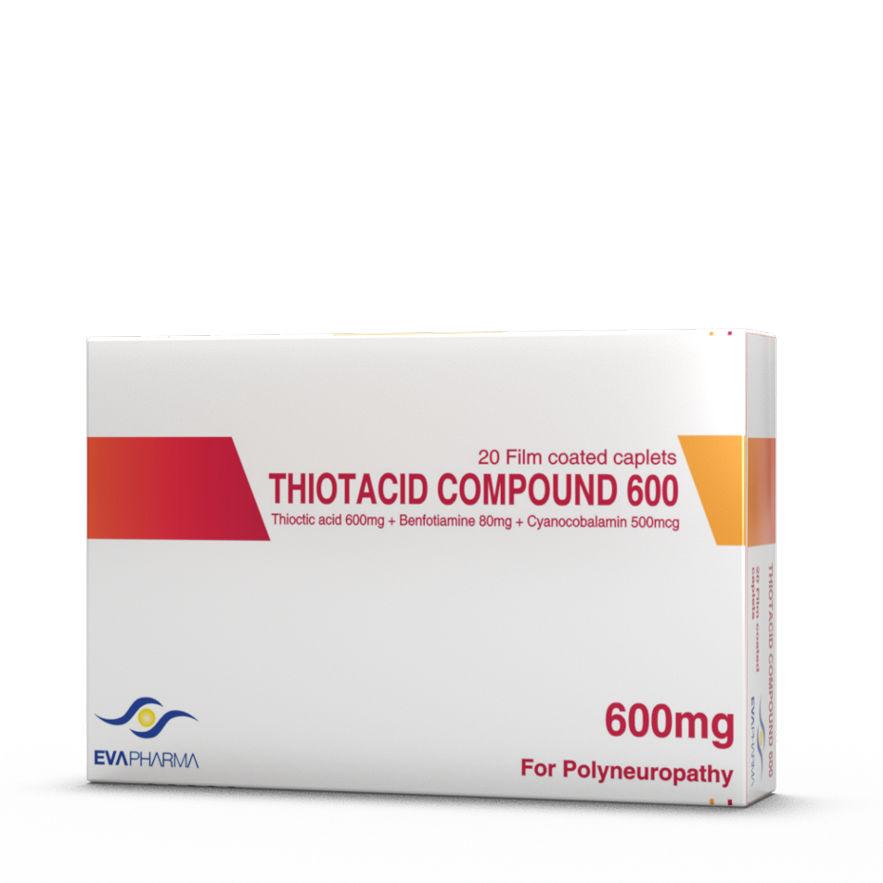 20 Film coated caplets
THIOTACID COMPOUND 600
Thioctic acid 600mg + Benfotiamine 80mg + Cyanocobalamin 500mcg
600mg
For Polyneuropathy
EVAPHARMA
THIOTACID COMPOUND 600
20 Film coated
caplets
EVAPHARMA